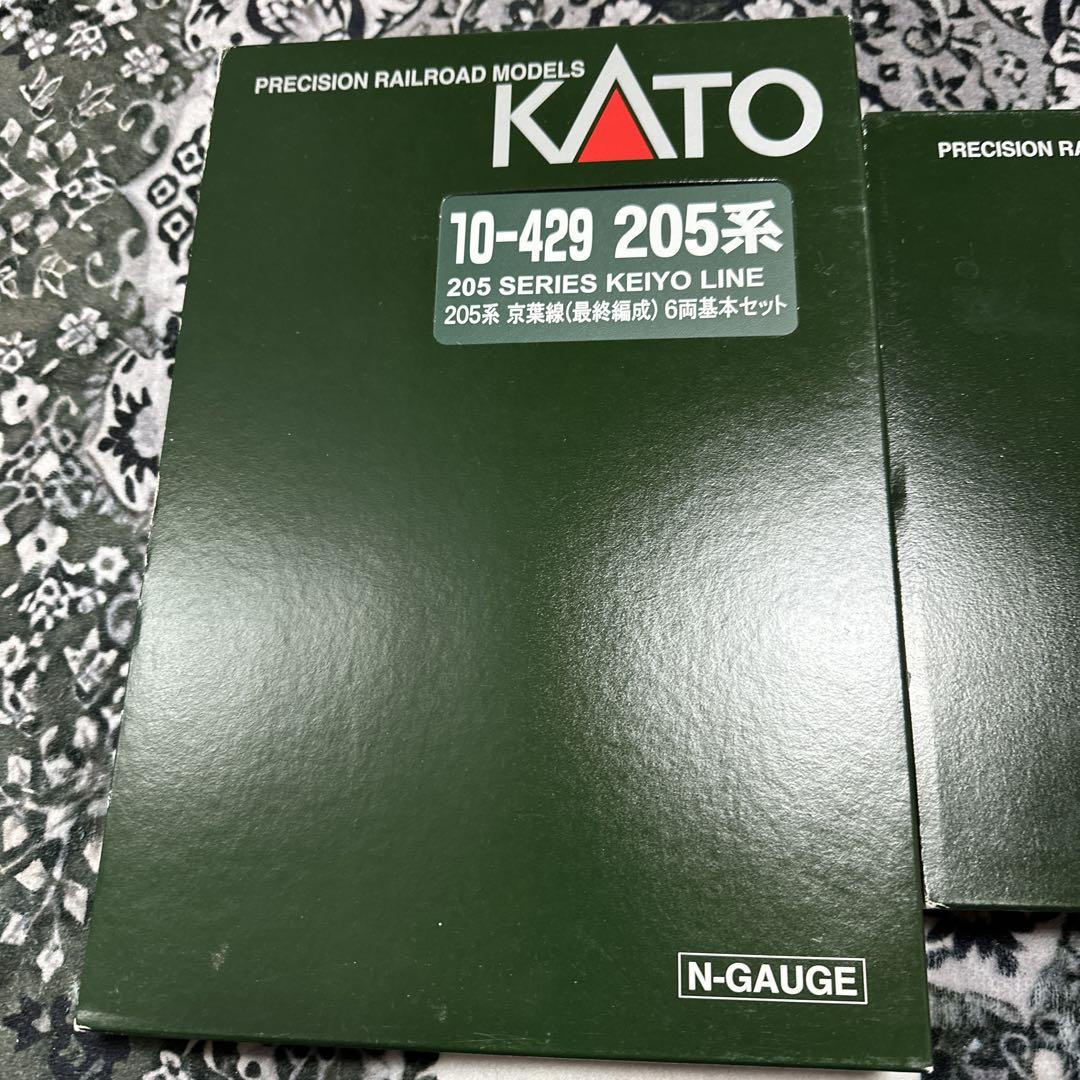 PRECISION RAILROAD MODELS
KATO
10-429 205系
205 SERIES KEIYO LINE
205系 京葉線(最終編成) 6両基本セット
N-GAUGE
PRECISION